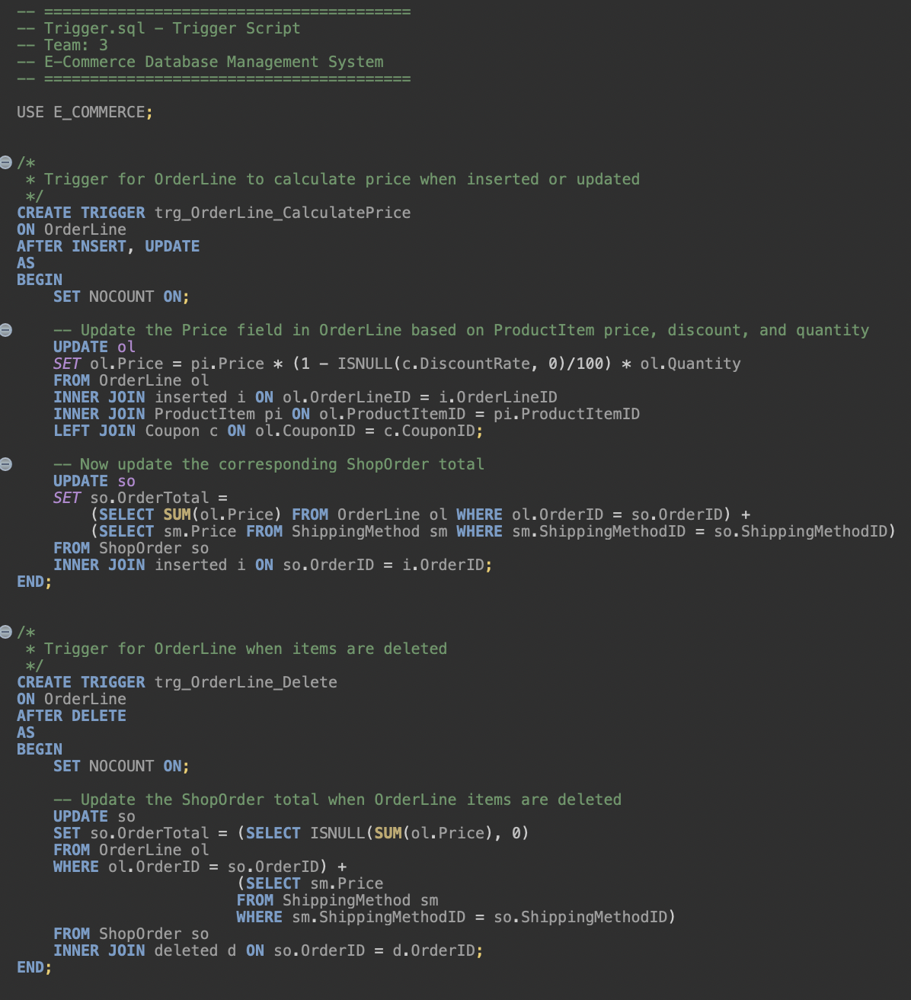 -- ========================================
-- Trigger.sql - Trigger Script
-- Team: 3
-- E-Commerce Database Management System
-- ========================================
USE E_COMMERCE;
/*
 * Trigger for OrderLine to calculate price when inserted or updated
 */
CREATE TRIGGER trg_OrderLine_CalculatePrice
ON OrderLine
AFTER INSERT, UPDATE
AS
BEGIN
    SET NOCOUNT ON;
    -- Update the Price field in OrderLine based on ProductItem price, discount, and quantity
    UPDATE ol
    SET ol.Price = pi.Price * (1 - ISNULL(c.DiscountRate, 0)/100) * ol.Quantity
    FROM OrderLine ol
    INNER JOIN inserted i ON ol.OrderLineID = i.OrderLineID
    INNER JOIN ProductItem pi ON ol.ProductItemID = pi.ProductItemID
    LEFT JOIN Coupon c ON ol.CouponID = c.CouponID;
    -- Now update the corresponding ShopOrder total
    UPDATE so
    SET so.OrderTotal =
        (SELECT SUM(ol.Price) FROM OrderLine ol WHERE ol.OrderID = so.OrderID) +
        (SELECT sm.Price FROM ShippingMethod sm WHERE sm.ShippingMethodID = so.ShippingMethodID)
    FROM ShopOrder so
    INNER JOIN inserted i ON so.OrderID = i.OrderID;
END;
/*
 * Trigger for OrderLine when items are deleted
 */
CREATE TRIGGER trg_OrderLine_Delete
ON OrderLine
AFTER DELETE
AS
BEGIN
    SET NOCOUNT ON;
    -- Update the ShopOrder total when OrderLine items are deleted
    UPDATE so
    SET so.OrderTotal = (SELECT ISNULL(SUM(ol.Price), 0)
    FROM OrderLine ol
    WHERE ol.OrderID = so.OrderID) +
                        (SELECT sm.Price
                        FROM ShippingMethod sm
                        WHERE sm.ShippingMethodID = so.ShippingMethodID)
    FROM ShopOrder so
    INNER JOIN deleted d ON so.OrderID = d.OrderID;
END;